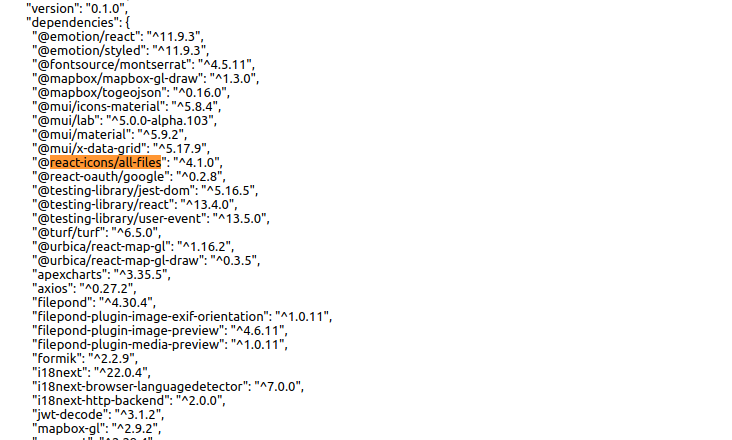 "version": "0.1.0",
"dependencies": {
"@emotion/react": "^11.9.3",
"@emotion/styled": "^11.9.3",
"@fontsource/montserrat": "^4.5.11",
"@mapbox/mapbox-gl-draw": "^1.3.0",
"@mapbox/togeojson": "^0.16.0",
"@mui/icons-material": "^5.8.4",
"@mui/lab": "^5.0.0-alpha.103",
"@mui/material": "^5.9.2",
"@mui/x-data-grid": "^5.17.9",
"@react-icons/all-files": "^4.1.0",
"@react-oauth/google": "^0.2.8",
"@testing-library/jest-dom": "^5.16.5",
"@testing-library/react": "^13.4.0",
"@testing-library/user-event": "^13.5.0",
"@turf/turf": "^6.5.0",
"@urbica/react-map-gl": "^1.16.2",
"@urbica/react-map-gl-draw": "^0.3.5",
"apexcharts": "^3.35.5",
"axios": "^0.27.2",
"filepond": "^4.30.4",
"filepond-plugin-image-exif-orientation": "^1.0.11",
"filepond-plugin-image-preview": "^4.6.11",
"filepond-plugin-media-preview": "^1.0.11",
"formik": "^2.2.9",
"i18next": "^22.0.4",
"i18next-browser-languagedetector": "^7.0.0",
"i18next-http-backend": "^2.0.0",
"jwt-decode": "^3.1.2",
"mapbox-gl": "^2.9.2",